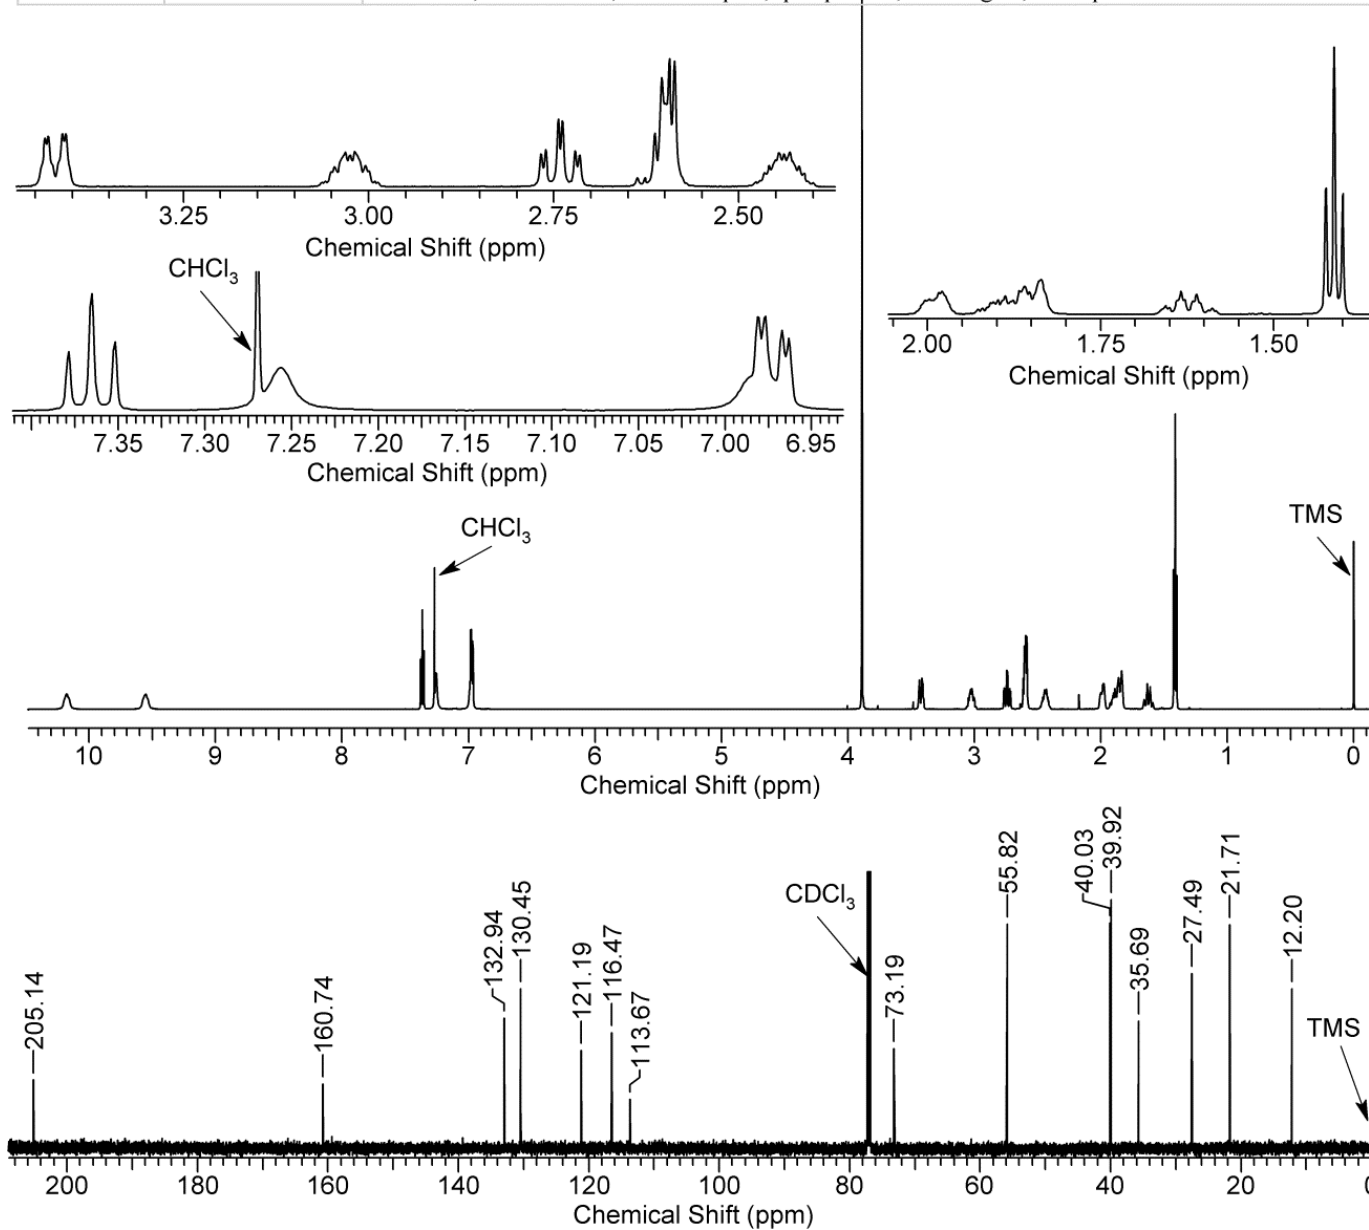 3.25 3.00 2.75 2.50
Chemical Shift (ppm)
CHCl3
7.35 7.30 7.25 7.20 7.15 7.10 7.05 7.00 6.95
Chemical Shift (ppm)
2.00 1.75 1.50
Chemical Shift (ppm)
CHCl3
TMS
10 9 8 7 6 5 4 3 2 1 0
Chemical Shift (ppm)
205.14
160.74
132.94
130.45
121.19
116.47
113.67
CDCl3
73.19
55.82
40.03
39.92
35.69
27.49
21.71
12.20
TMS
200 180 160 140 120 100 80 60 40 20 0
Chemical Shift (ppm)